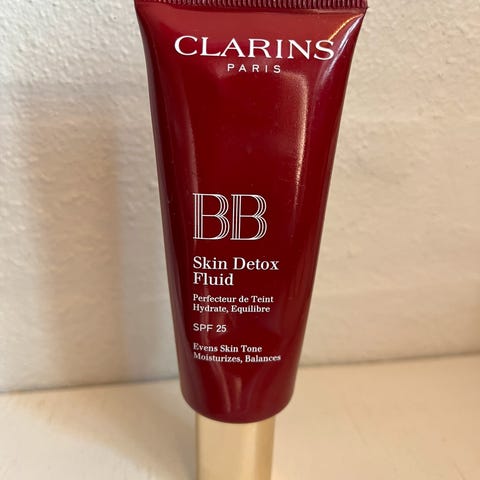 CLARINS
PARIS
BB
Skin Detox
Fluid
Perfecteur de Teint
Hydrate, Equilibre
SPF 25
Evens Skin Tone
Moisturizes, Balances